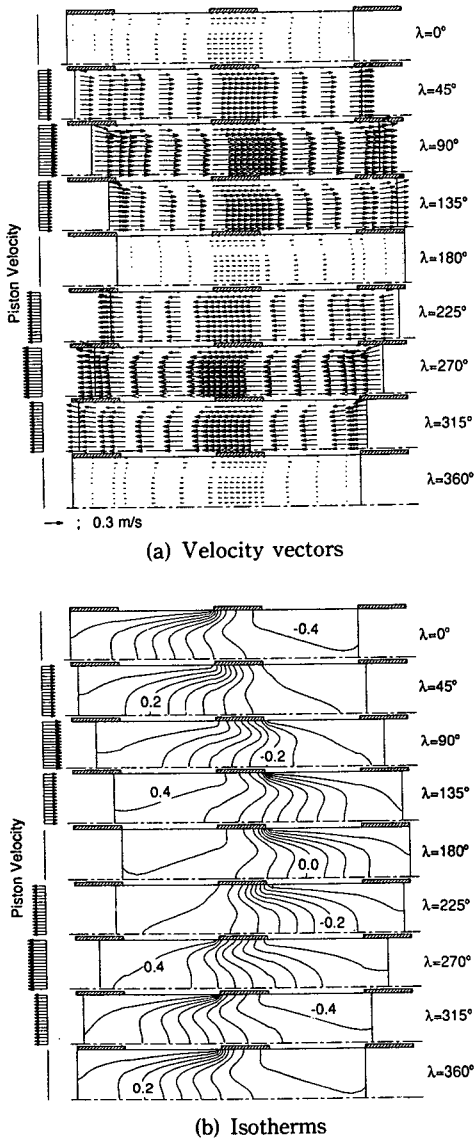 λ=0°
λ=45°
λ=90°
λ=135°
λ=180°
λ=225°
λ=270°
λ=315°
λ=360°
Piston Velocity
; 0.3 m/s
(a) Velocity vectors
-0.4 λ=0°
0.2 λ=45°
-0.2 λ=90°
0.4 λ=135°
0.0 λ=180°
-0.2 λ=225°
0.4 λ=270°
-0.4 λ=315°
0.2 λ=360°
Piston Velocity
(b) Isotherms